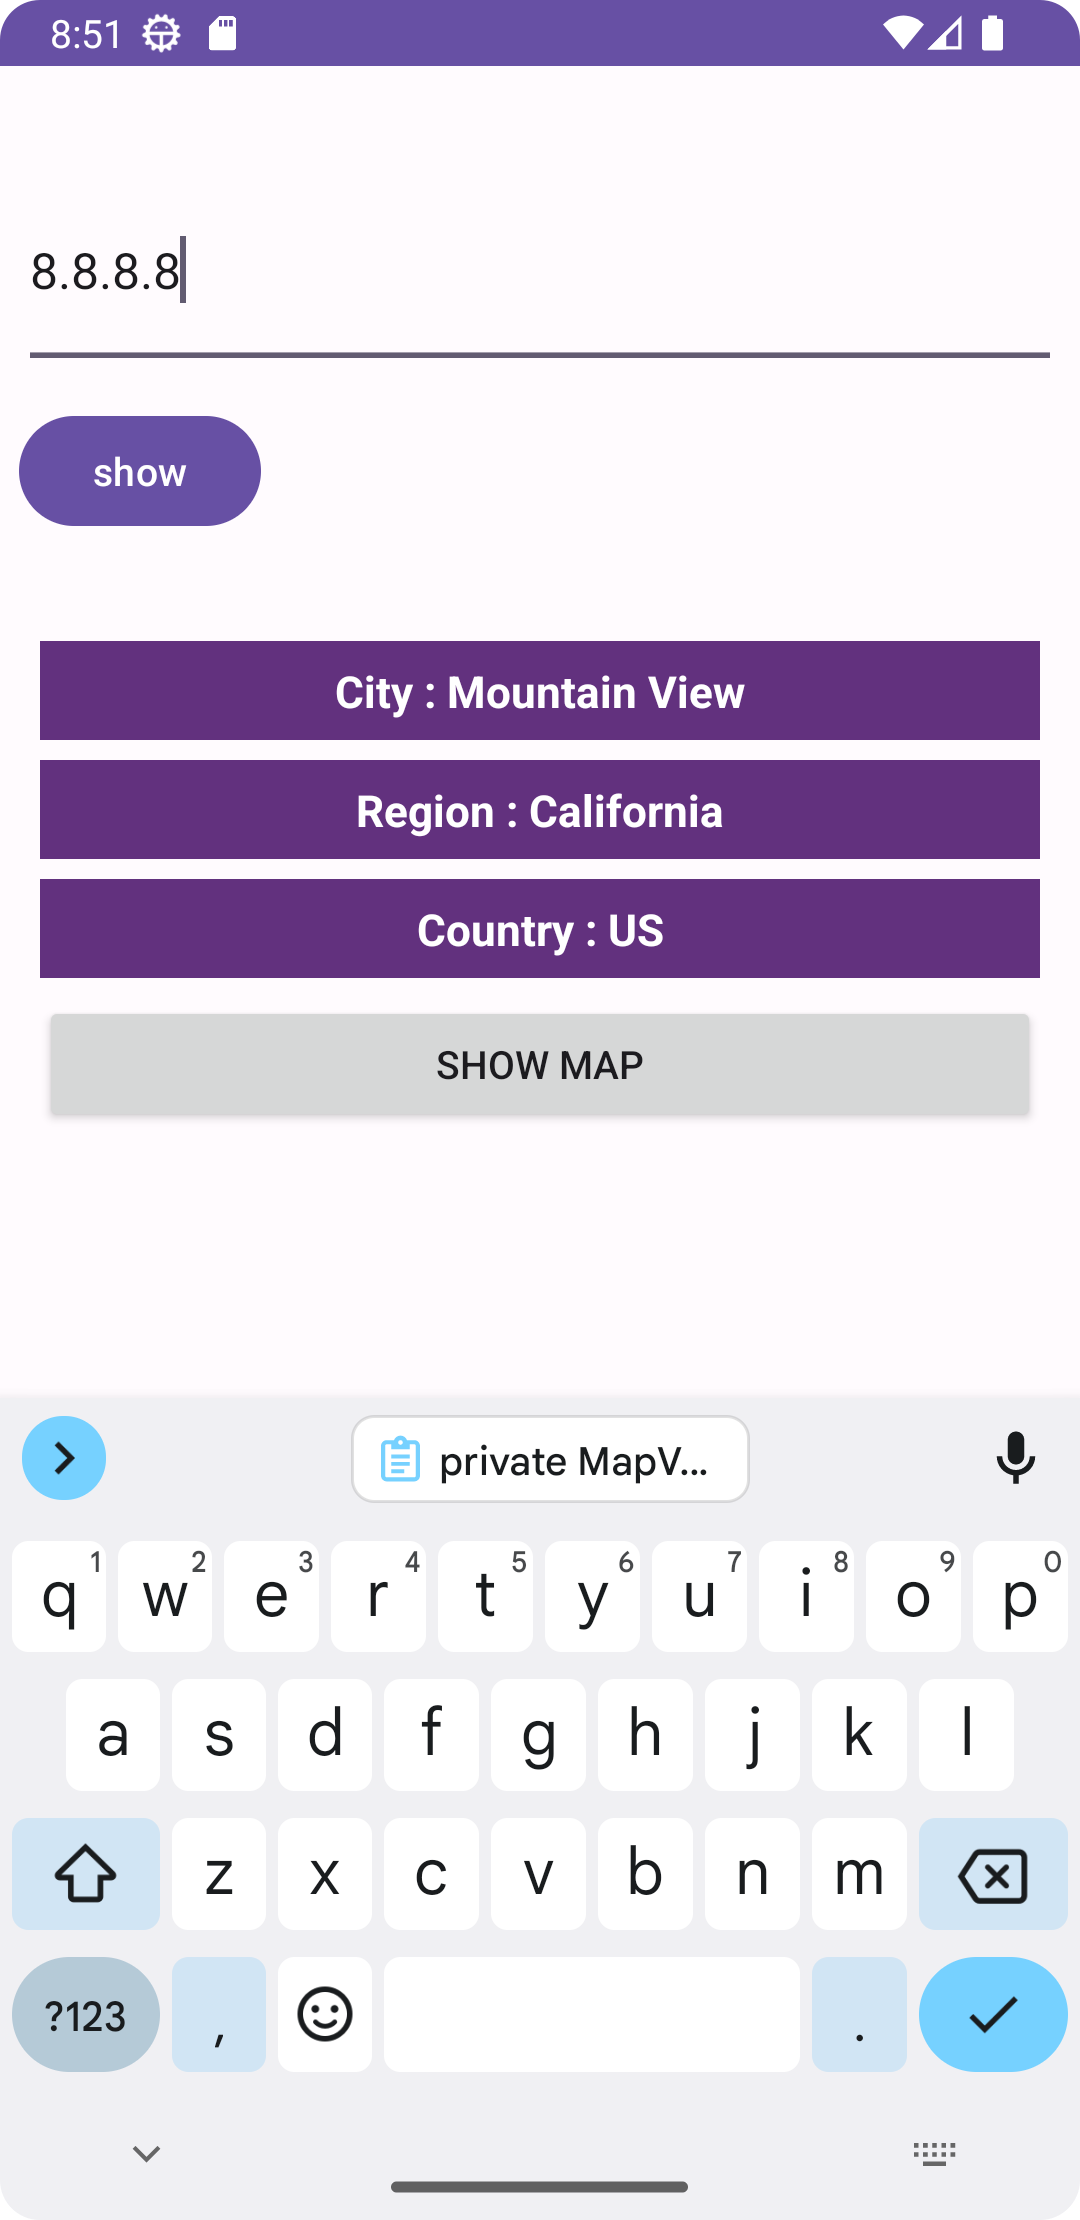 8:51
8.8.8.8
show
City : Mountain View
Region : California
Country : US
SHOW MAP
private MapV...
q 1 w 2 e 3 r 4 t 5 y 6 u 7 i 8 o 9 p 0
a s d f g h j k l
z x c v b n m
?123 , .